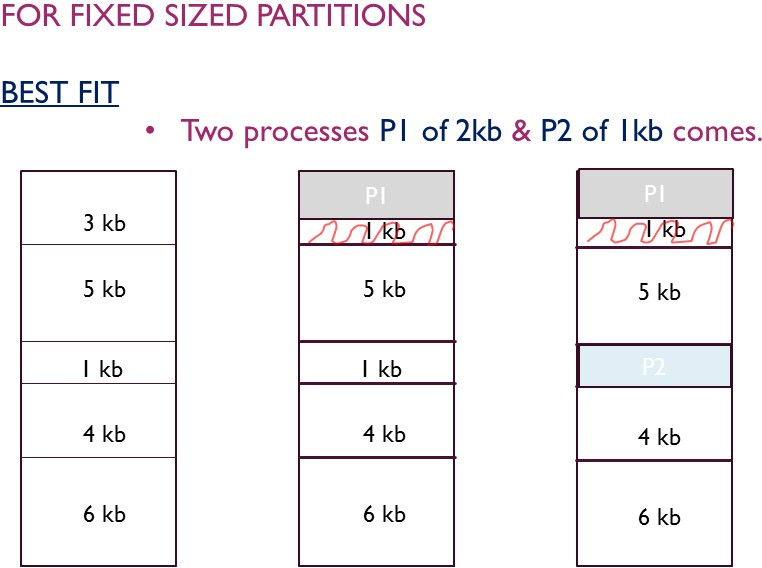 FOR FIXED SIZED PARTITIONS
BEST FIT
• Two processes P1 of 2kb & P2 of 1kb comes.
3 kb
5 kb
1 kb
4 kb
6 kb
P1
1 kb
5 kb
1 kb
4 kb
6 kb
P1
1 kb
5 kb
P2
4 kb
6 kb